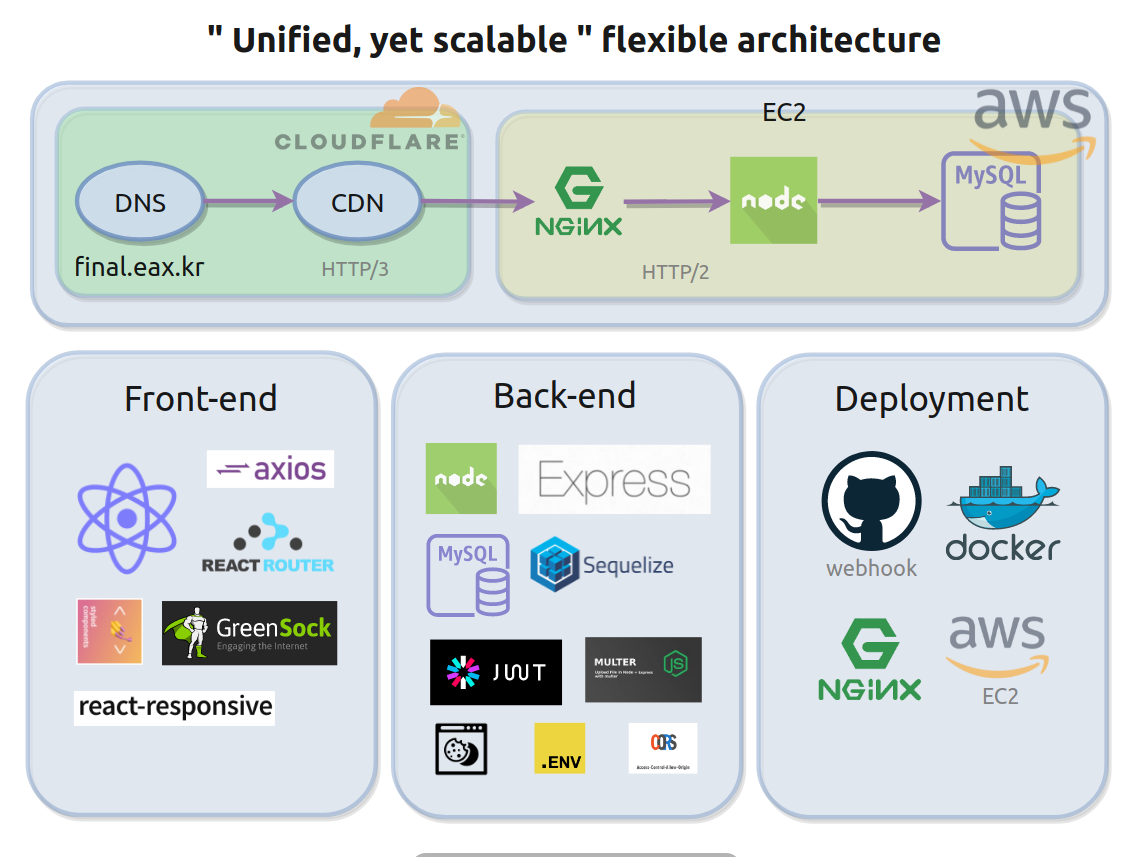 " Unified, yet scalable " flexible architecture
CLOUDFLARE
EC2
aws
DNS
CDN
NGINX
node
MySQL
final.eax.kr
HTTP/3
HTTP/2
Front-end
axios
REACT ROUTER
styled
components
GreenSock
Engaging the Internet
react-responsive
Back-end
node
Express
MySQL
Sequelize
JWT
MULTER
Upload File in Node + Express
with multer
JS
.ENV
CORS
Access-Control-Allow-Origin
Deployment
webhook
docker
NGINX
aws
EC2